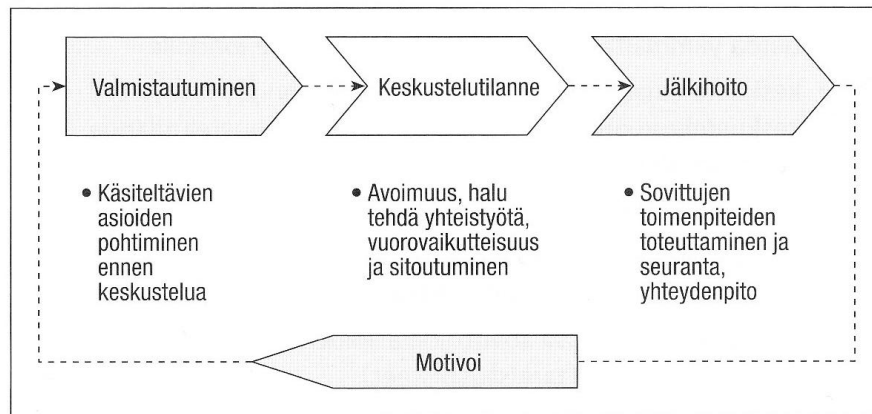 Valmistautuminen
Keskustelutilanne
Jälkihoito
• Käsiteltävien
asioiden
pohtiminen
ennen
keskustelua
• Avoimuus, halu
tehdä yhteistyötä,
vuorovaikutteisuus
ja sitoutuminen
• Sovittujen
toimenpiteiden
toteuttaminen ja
seuranta,
yhteydenpito
Motivoi